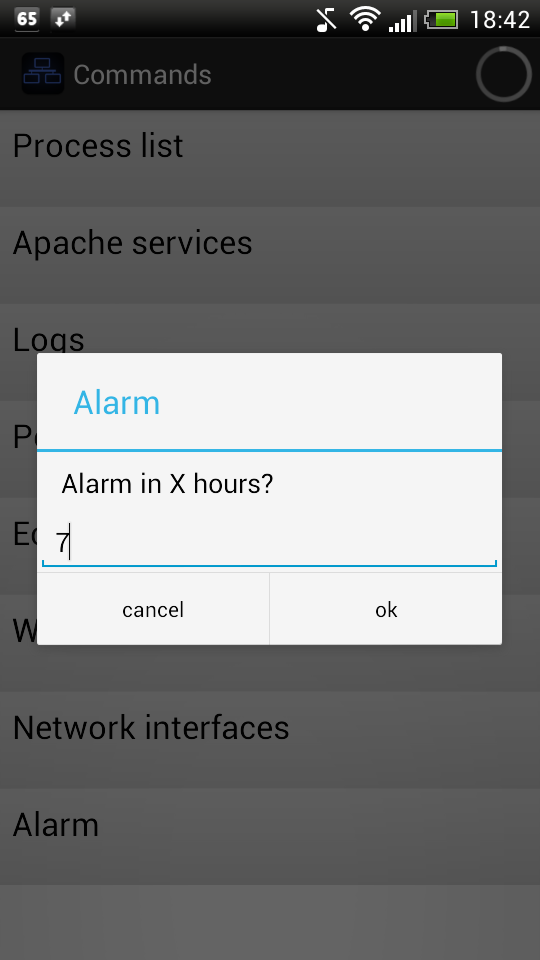 65
18:42
Commands
Process list
Apache services
Logs
Alarm
Alarm in X hours?
7
cancel
ok
Network interfaces
Alarm